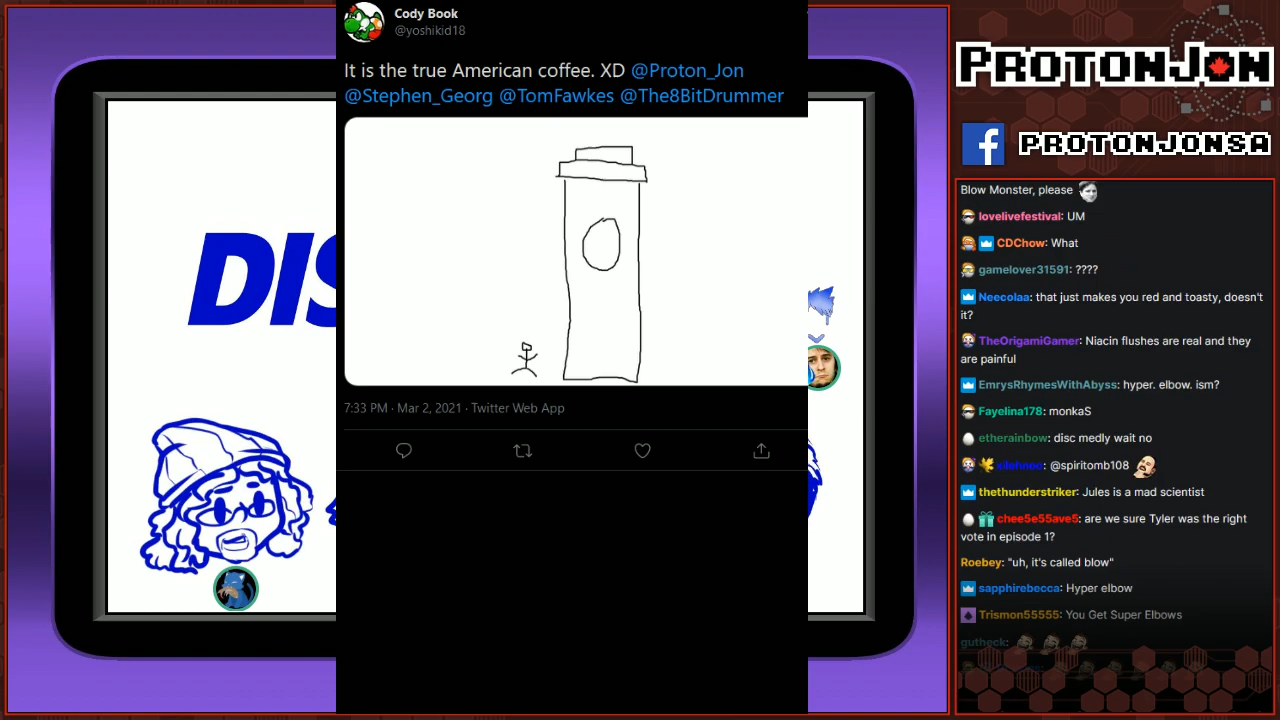 Cody Book
@yoshikid18
It is the true American coffee. XD @Proton_Jon
@Stephen_Georg @TomFawkes @The8BitDrummer
7:33 PM · Mar 2, 2021 · Twitter Web App
DIS
PROTONJON
PROTONJONSA
Blow Monster, please
lovelivefestival: UM
CDChow: What
gamelover31591: ????
Neecolaa: that just makes you red and toasty, doesn't
it?
TheOrigamiGamer: Niacin flushes are real and they
are painful
EmrysRhymesWithAbyss: hyper. elbow. ism?
Fayelina178: monkaS
etherainbow: disc medly wait no
: @spiritomb108
thethunderstriker: Jules is a mad scientist
chee5e55ave5: are we sure Tyler was the right
vote in episode 1?
Roebey: "uh, it's called blow"
sapphirebecca: Hyper elbow
Trismon55555: You Get Super Elbows
gutheck: